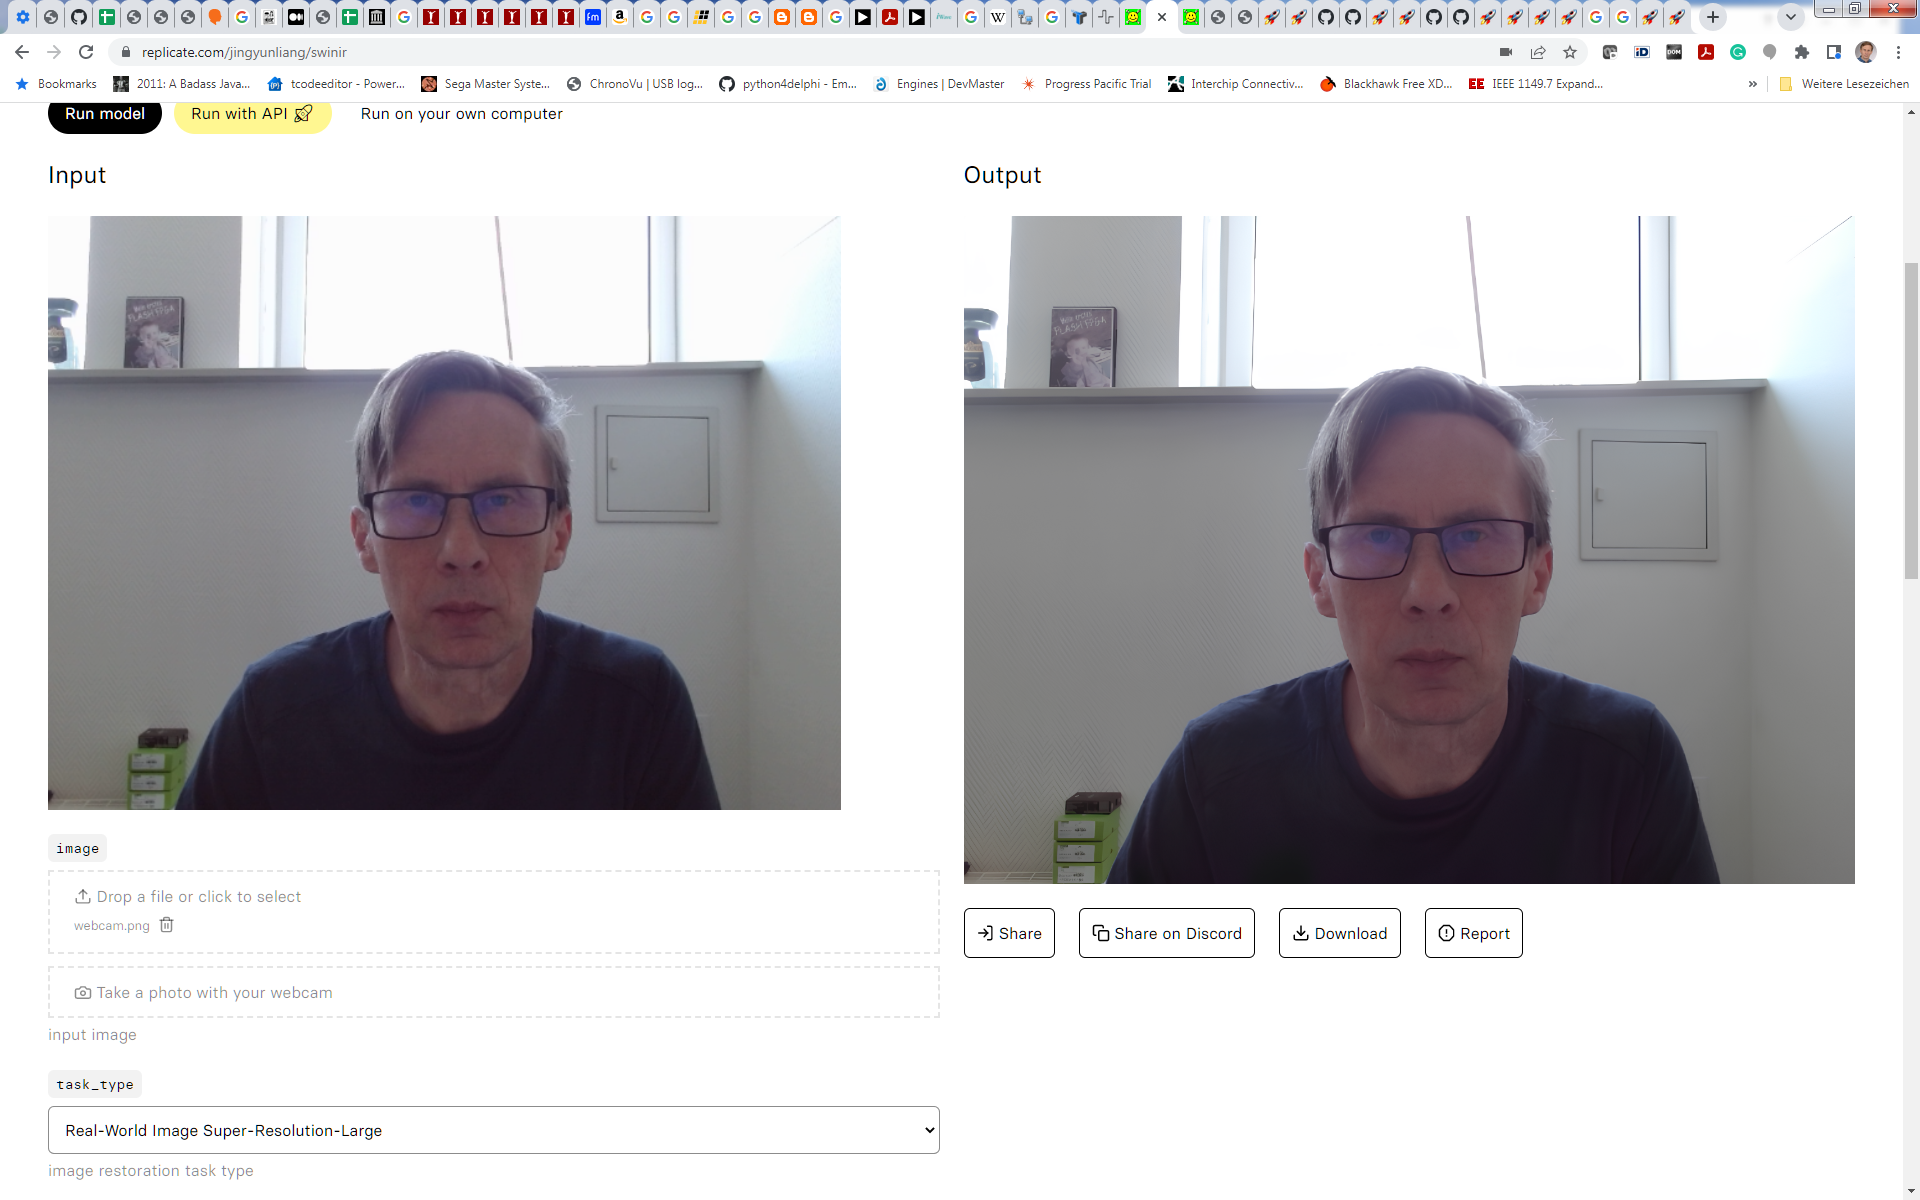 replicate.com/jingyunliang/swinir
Bookmarks
2011: A Badass Java...
tcodeeditor - Power...
Sega Master Syste...
ChronoVu | USB log...
python4delphi - Em...
Engines | DevMaster
Progress Pacific Trial
Interchip Connectiv...
Blackhawk Free XD...
IEEE 1149.7 Expand...
»
Weitere Lesezeichen
Run model
Run with API
Run on your own computer
Input
Output
FLASH FPGA
FLASH FPGA
image
Drop a file or click to select
webcam.png
Take a photo with your webcam
input image
Share
Share on Discord
Download
Report
task_type
Real-World Image Super-Resolution-Large
image restoration task type